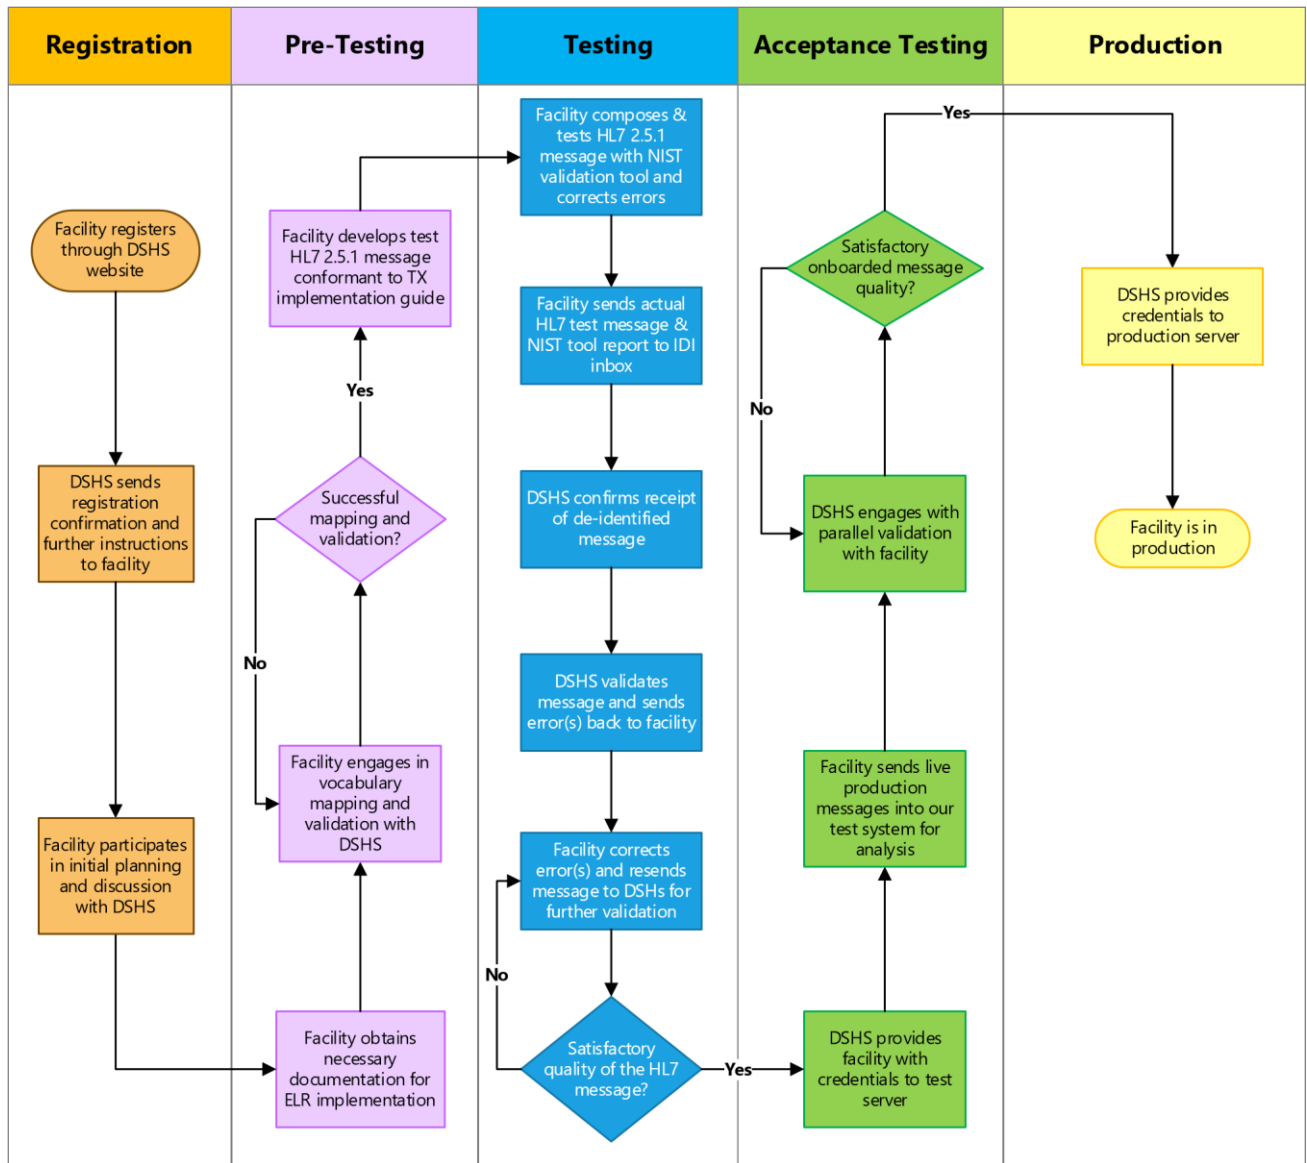 Registration
Pre-Testing
Testing
Acceptance Testing
Production
Facility registers
through DSHS
website
DSHS sends
registration
confirmation and
further instructions
to facility
Facility participates
in initial planning
and discussion
with DSHS
Facility develops test
HL7 2.5.1 message
conformant to TX
implementation guide
Yes
Successful
mapping and
validation?
No
Facility engages in
vocabulary
mapping and
validation with
DSHS
Facility obtains
necessary
documentation for
ELR implementation
Facility composes &
tests HL7 2.5.1
message with NIST
validation tool and
corrects errors
Facility sends actual
HL7 test message &
NIST tool report to IDI
inbox
DSHS confirms receipt
of de-identified
message
DSHS validates
message and sends
error(s) back to facility
Facility corrects
error(s) and resends
message to DSHs for
further validation
No
Satisfactory
quality of the HL7
message?
Yes
Yes
Satisfactory
onboarded message
quality?
No
DSHS engages with
parallel validation
with facility
Facility sends live
production
messages into our
test system for
analysis
DSHS provides
facility with
credentials to test
server
DSHS provides
credentials to
production server
Facility is in
production